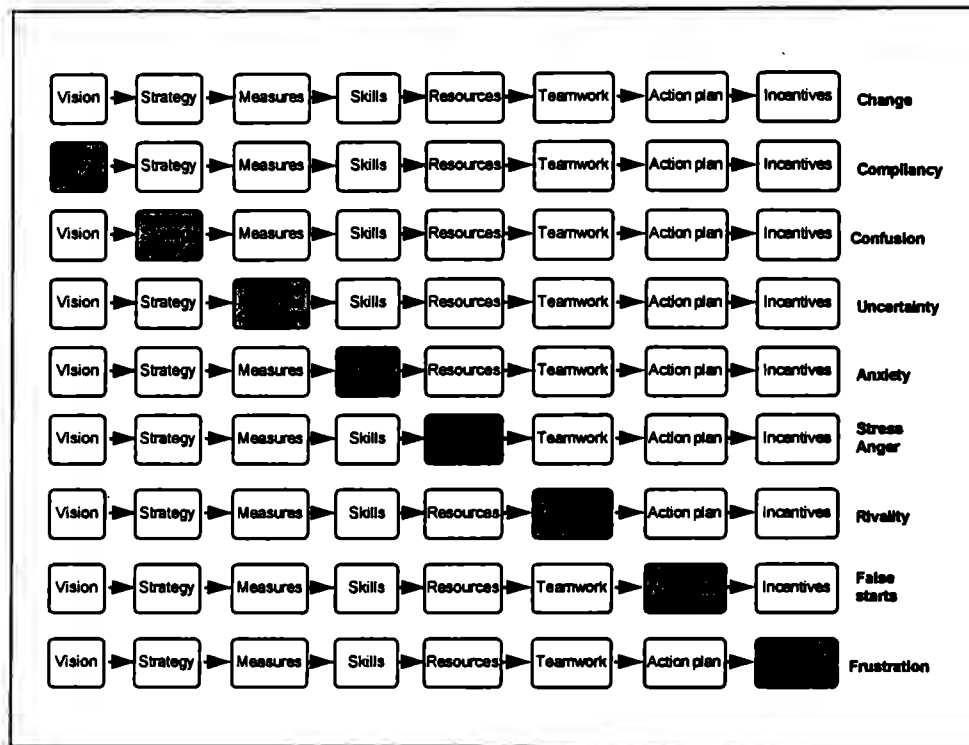 Vision Strategy Measures Skills Resources Teamwork Action plan Incentives Change
Strategy Measures Skills Resources Teamwork Action plan Incentives Compliancy
Vision Measures Skills Resources Teamwork Action plan Incentives Confusion
Vision Strategy Skills Resources Teamwork Action plan Incentives Uncertainty
Vision Strategy Measures Resources Teamwork Action plan Incentives Anxiety
Vision Strategy Measures Skills Teamwork Action plan Incentives Stress
Anger
Vision Strategy Measures Skills Resources Action plan Incentives Rivality
Vision Strategy Measures Skills Resources Teamwork Incentives False
starts
Vision Strategy Measures Skills Resources Teamwork Action plan Frustration